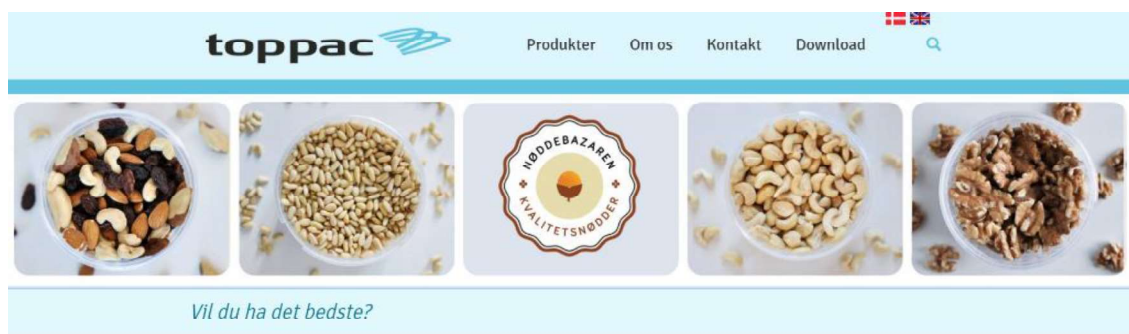 toppac
Produkter Om os Kontakt Download
NØDDEBAZAREN
KVALITETSNØDDER
Vil du ha det bedste?